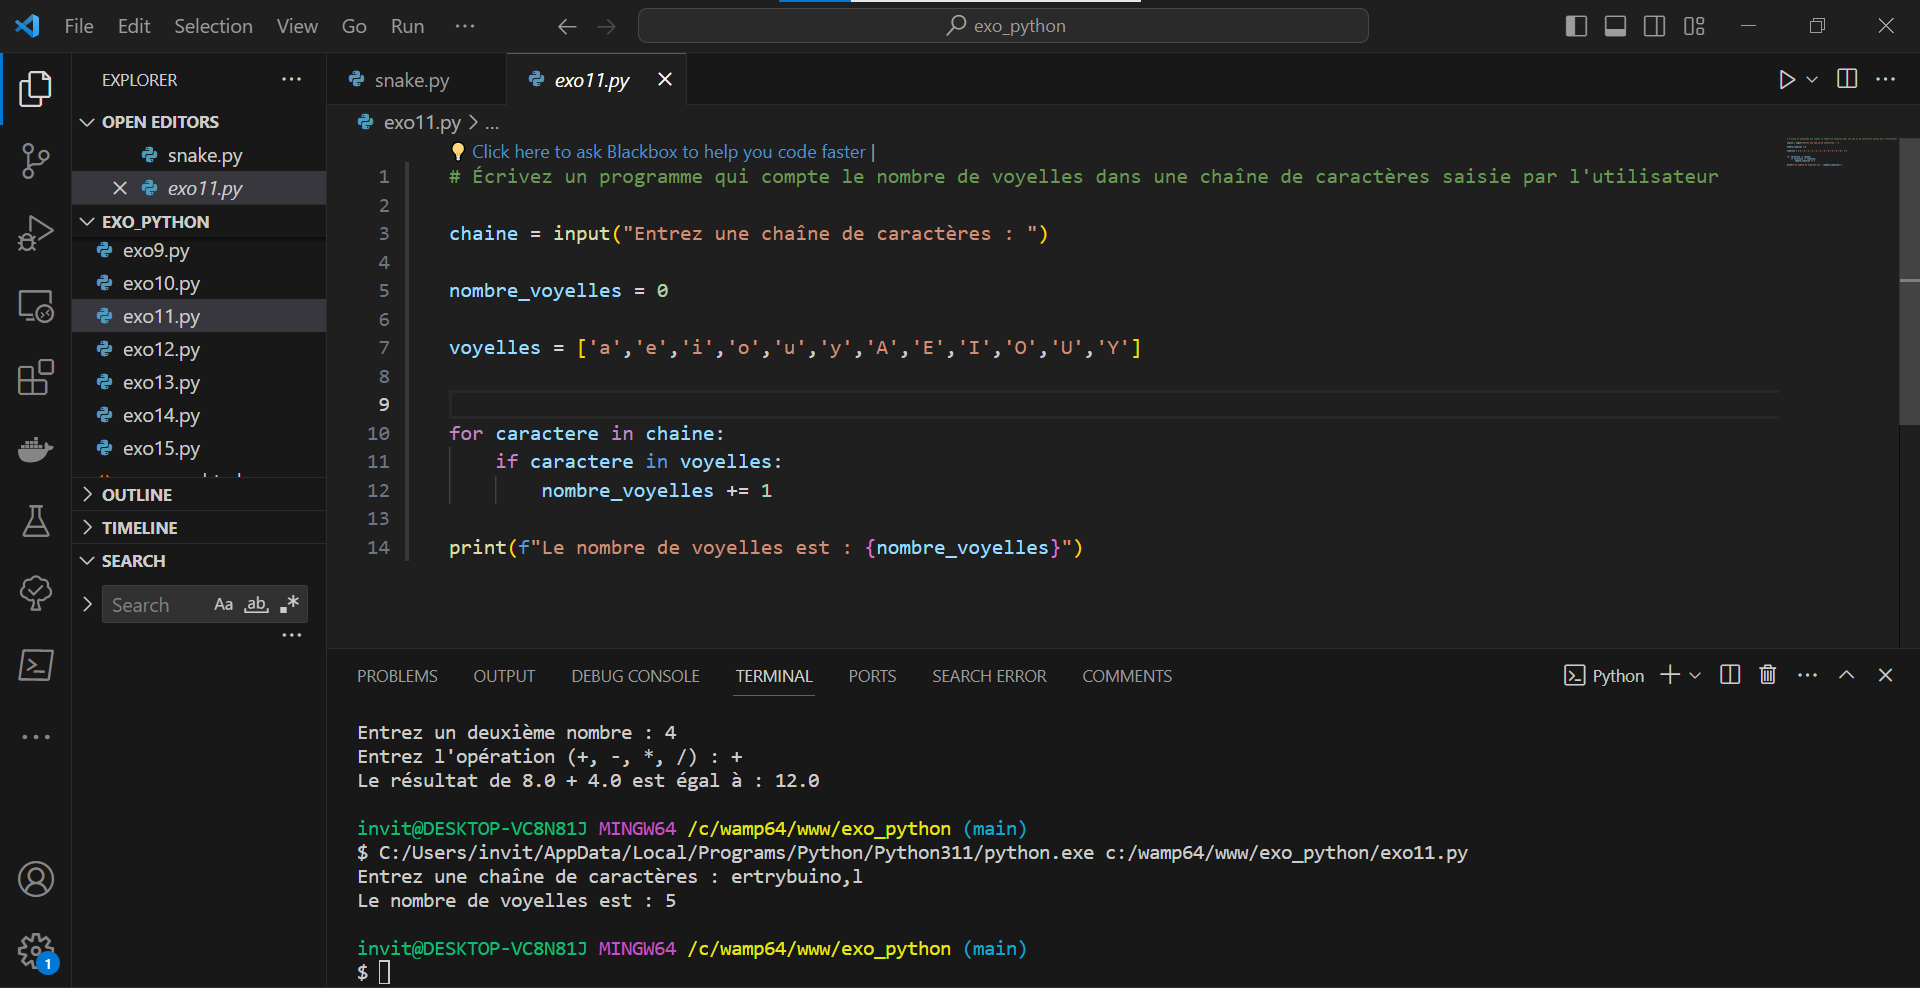 File Edit Selection View Go Run ··· exo_python
EXPLORER ···
OPEN EDITORS
snake.py
exo11.py
EXO_PYTHON
exo9.py
exo10.py
exo11.py
exo12.py
exo13.py
exo14.py
exo15.py
OUTLINE
TIMELINE
SEARCH
Search Aa ab .*
···
1
snake.py exo11.py
exo11.py > ...
Click here to ask Blackbox to help you code faster |
1 # Écrivez un programme qui compte le nombre de voyelles dans une chaîne de caractères saisie par l'utilisateur
2
3 chaine = input("Entrez une chaîne de caractères : ")
4
5 nombre_voyelles = 0
6
7 voyelles = ['a','e','i','o','u','y','A','E','I','O','U','Y']
8
9
10 for caractere in chaine:
11 if caractere in voyelles:
12 nombre_voyelles += 1
13
14 print(f"Le nombre de voyelles est : {nombre_voyelles}")
PROBLEMS OUTPUT DEBUG CONSOLE TERMINAL PORTS SEARCH ERROR COMMENTS Python
Entrez un deuxième nombre : 4
Entrez l'opération (+, -, *, /) : +
Le résultat de 8.0 + 4.0 est égal à : 12.0
invit@DESKTOP-VC8N81J MINGW64 /c/wamp64/www/exo_python (main)
$ C:/Users/invit/AppData/Local/Programs/Python/Python311/python.exe c:/wamp64/www/exo_python/exo11.py
Entrez une chaîne de caractères : ertrybuino,l
Le nombre de voyelles est : 5
invit@DESKTOP-VC8N81J MINGW64 /c/wamp64/www/exo_python (main)
$